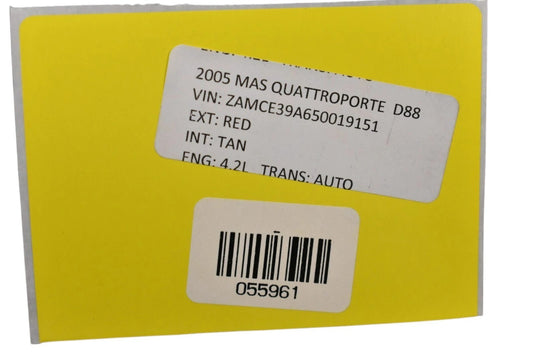 2005 MAS QUATTROPORTE D88
VIN: ZAMCE39A650019151
EXT: RED
INT: TAN
ENG: 4.2L TRANS: AUTO
055961